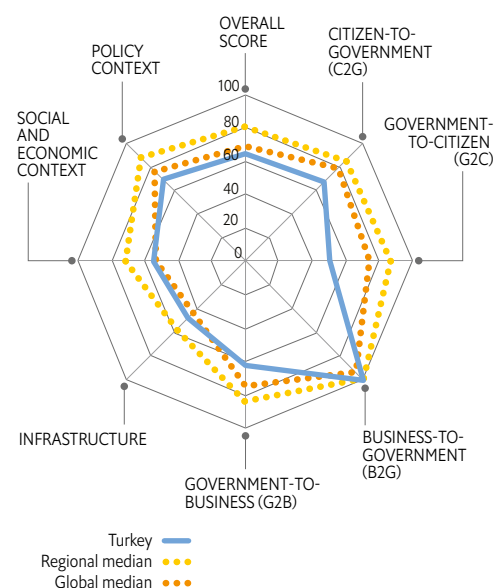 OVERALL
SCORE
CITIZEN-TO-
GOVERNMENT
(C2G)
POLICY
CONTEXT
GOVERNMENT-
TO-CITIZEN
(G2C)
SOCIAL
AND
ECONOMIC
CONTEXT
100
80
60
40
20
0
INFRASTRUCTURE
BUSINESS-TO-
GOVERNMENT
(B2G)
GOVERNMENT-TO-
BUSINESS (G2B)
Turkey
Regional median
Global median